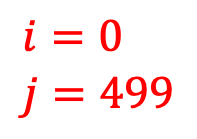 i = 0
j = 499